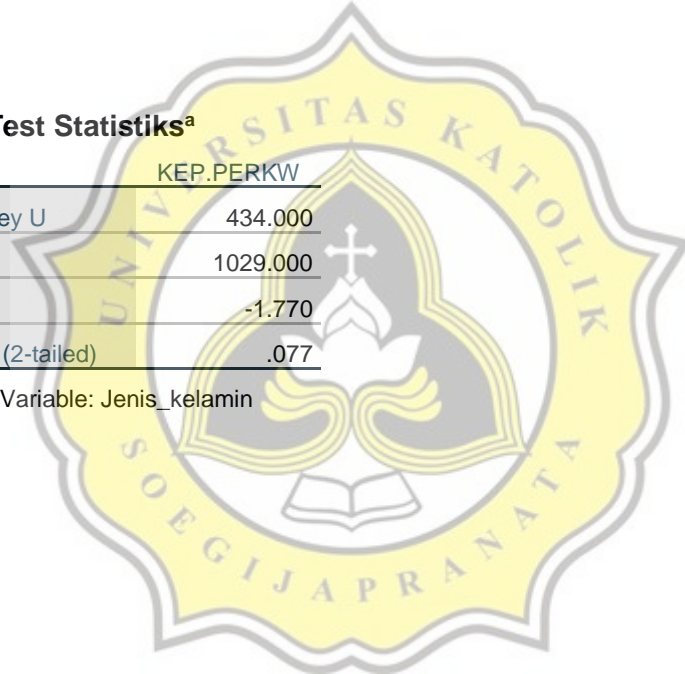 Test Statistiksᵃ
KEP.PERKW
ey U 434.000
1029.000
-1.770
(2-tailed) .077
Variable: Jenis_kelamin
UNIVERSITAS KATOLIK
SOEGIJAPRANATA